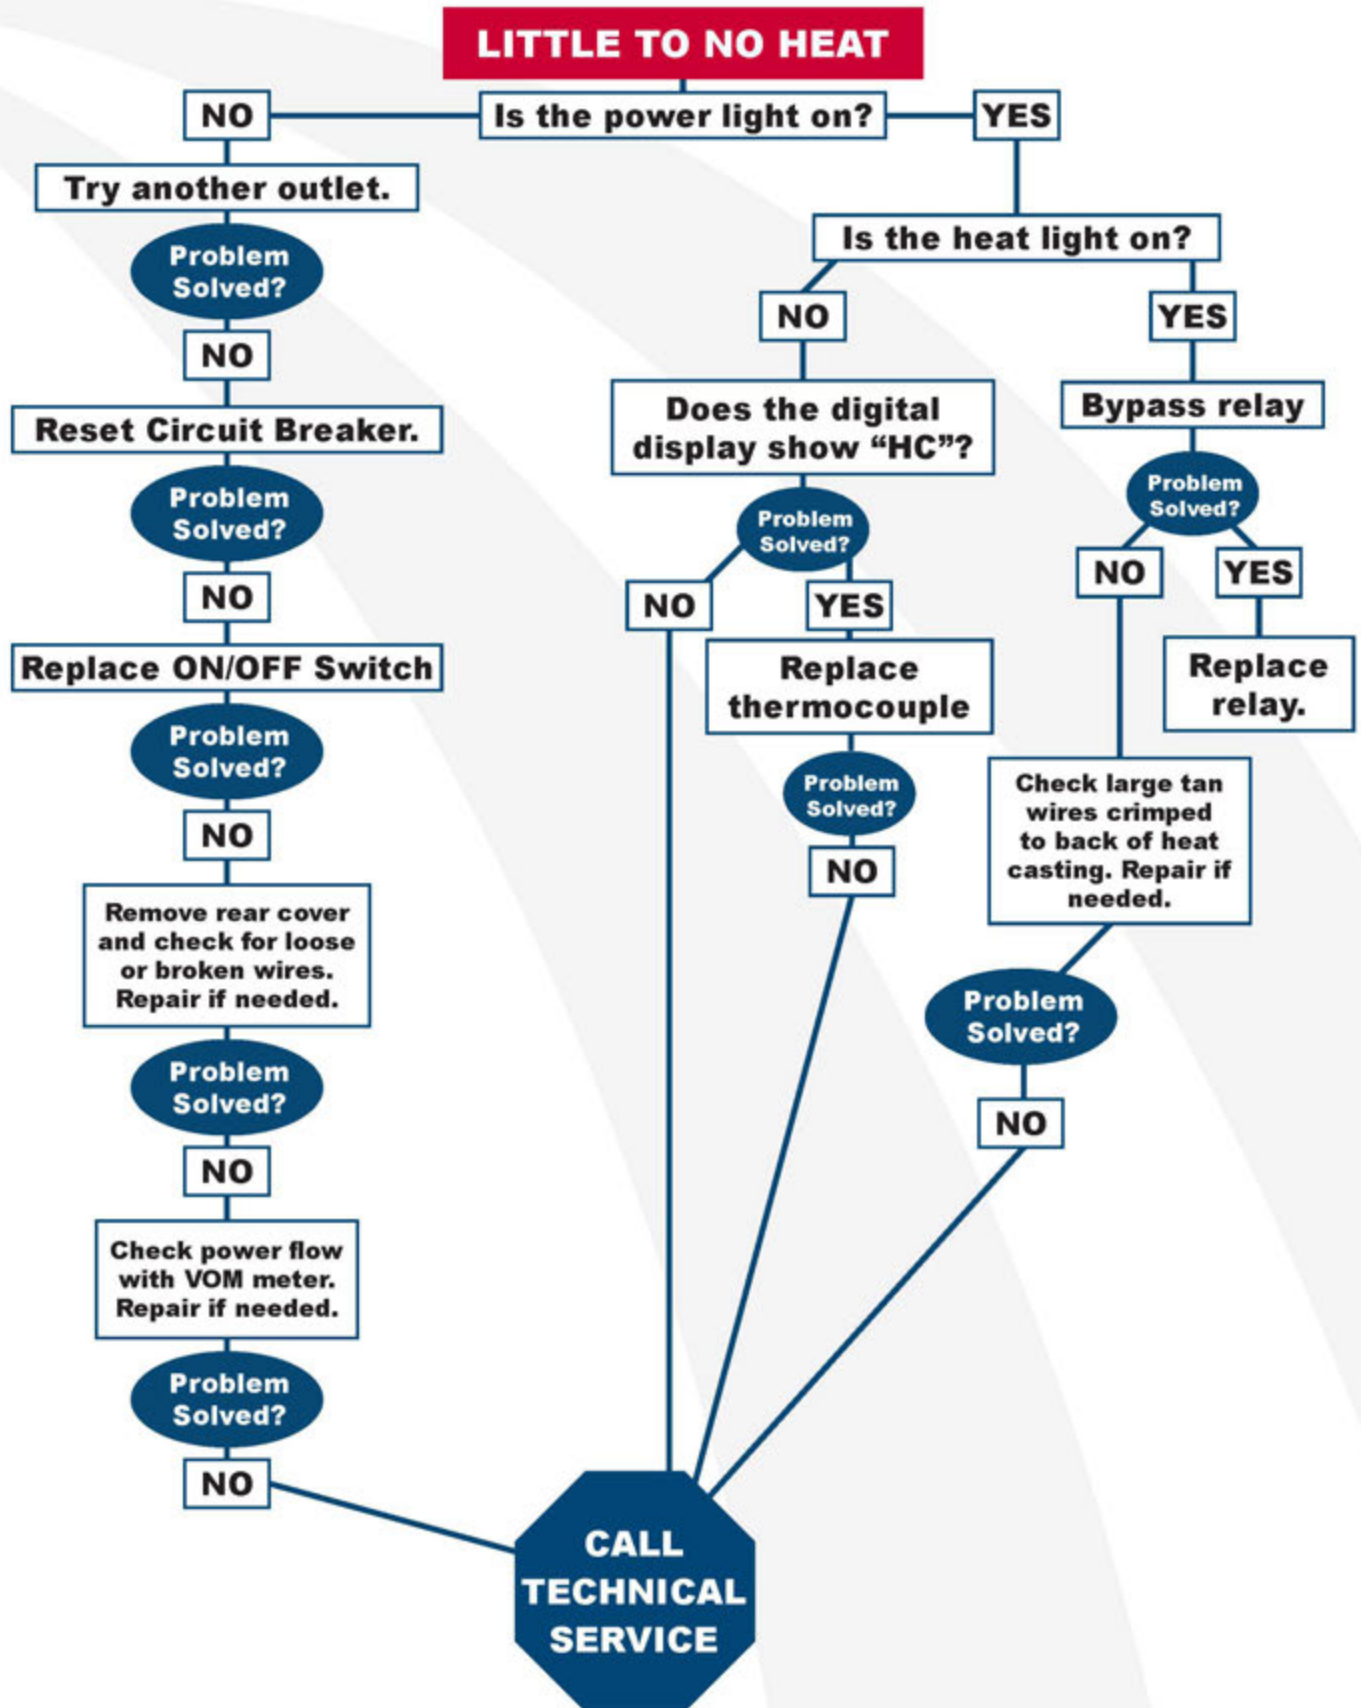 LITTLE TO NO HEAT
Is the power light on?
NO
Try another outlet.
Problem
Solved?
NO
Reset Circuit Breaker.
Problem
Solved?
NO
Replace ON/OFF Switch
Problem
Solved?
NO
Remove rear cover
and check for loose
or broken wires.
Repair if needed.
Problem
Solved?
NO
Check power flow
with VOM meter.
Repair if needed.
Problem
Solved?
NO
YES
Is the heat light on?
NO
Does the digital
display show “HC”?
Problem
Solved?
NO
YES
Replace
thermocouple
Problem
Solved?
NO
YES
Bypass relay
Problem
Solved?
NO
YES
Replace
relay.
Check large tan
wires crimped
to back of heat
casting. Repair if
needed.
Problem
Solved?
NO
CALL
TECHNICAL
SERVICE